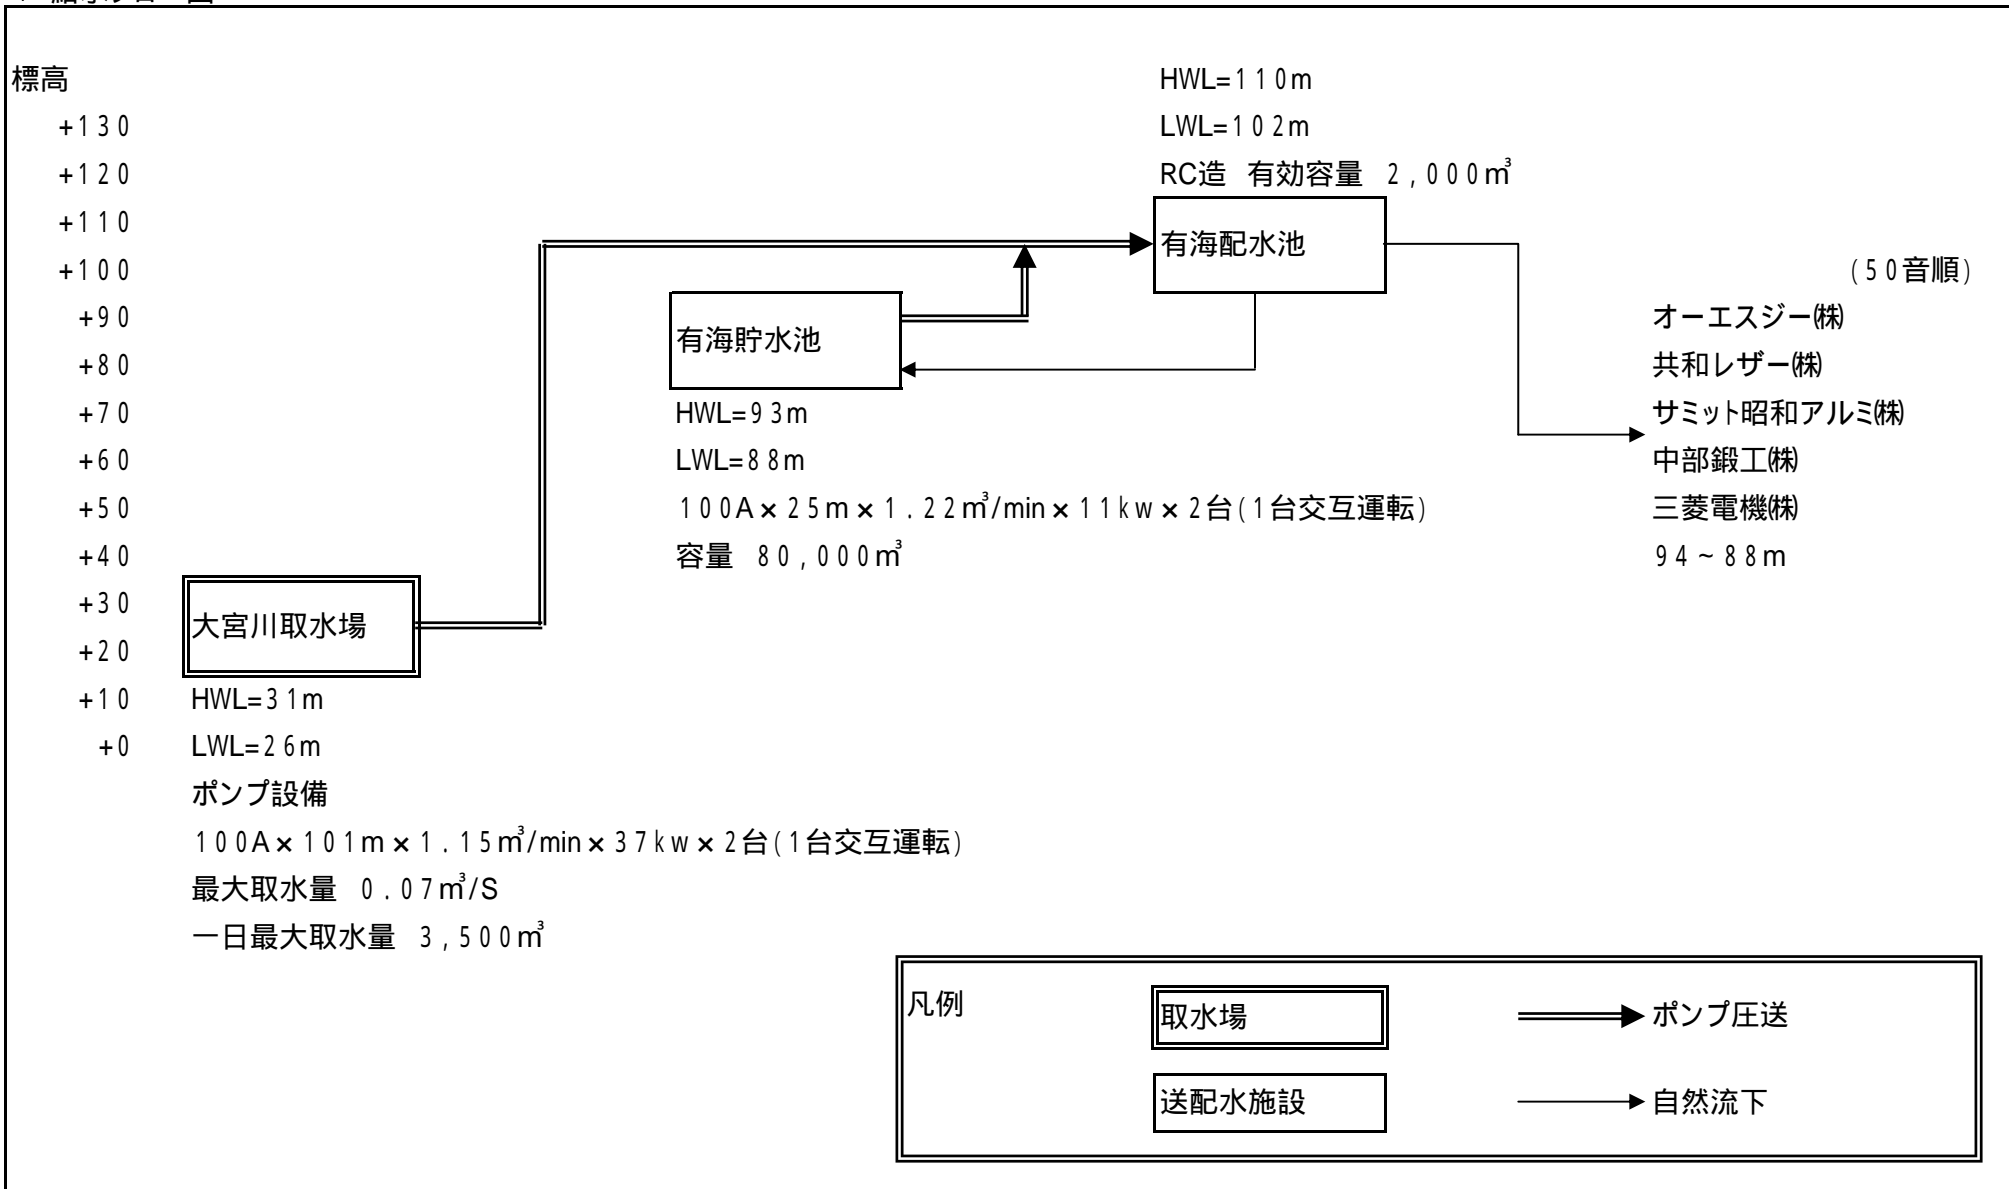 標高
+130
+120
+110
+100
+90
+80
+70
+60
+50
+40
+30
+20
+10
+0
HWL=110m
LWL=102m
RC造 有効容量 2,000㎥
有海配水池
有海貯水池
HWL=93m
LWL=88m
100A×25m×1.22㎥/min×11kw×2台(1台交互運転)
容量 80,000㎥
(50音順)
オーエスジー㈱
共和レザー㈱
サミット昭和アルミ㈱
中部鍛工㈱
三菱電機㈱
94~88m
大宮川取水場
HWL=31m
LWL=26m
ポンプ設備
100A×101m×1.15㎥/min×37kw×2台(1台交互運転)
最大取水量 0.07㎥/S
一日最大取水量 3,500㎥
凡例
取水場
ポンプ圧送
送配水施設
自然流下